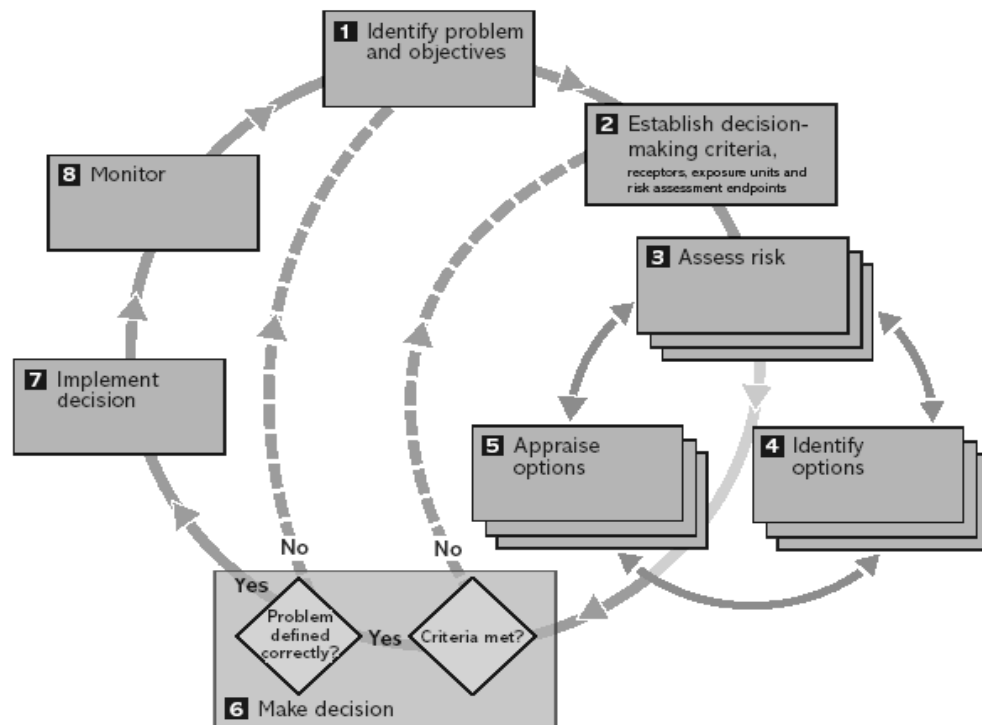 1 Identify problem
and objectives
2 Establish decision-
making criteria,
receptors, exposure units and
risk assessment endpoints
8 Monitor
3 Assess risk
7 Implement
decision
5 Appraise
options
4 Identify
options
No
No
Yes
Problem
defined
correctly?
Yes
Criteria met?
6 Make decision